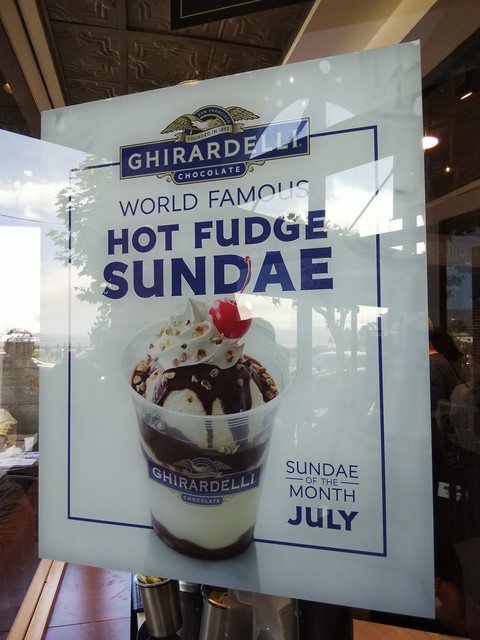 SAN FRANCISCO
FOUNDED IN 1852
GHIRARDELLI
CHOCOLATE
WORLD FAMOUS
HOT FUDGE
SUNDAE
GHIRARDELLI
CHOCOLATE
SUNDAE
OF THE
MONTH
JULY